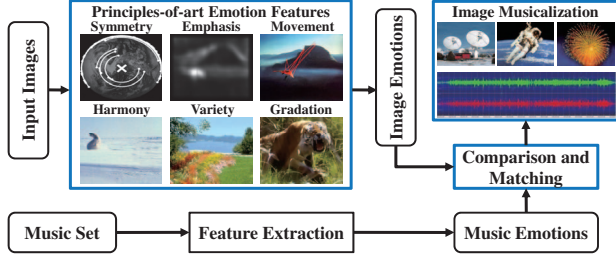 Principles-of-art Emotion Features
Symmetry Emphasis Movement
Harmony Variety Gradation
Input Images
Image Emotions
Image Musicalization
Comparison and
Matching
Music Set
Feature Extraction
Music Emotions